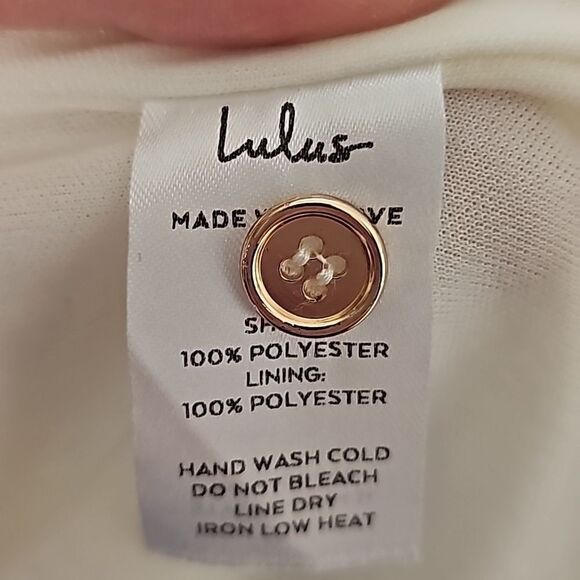 Lulus
MADE
100% POLYESTER
LINING:
100% POLYESTER
HAND WASH COLD
DO NOT BLEACH
LINE DRY
IRON LOW HEAT